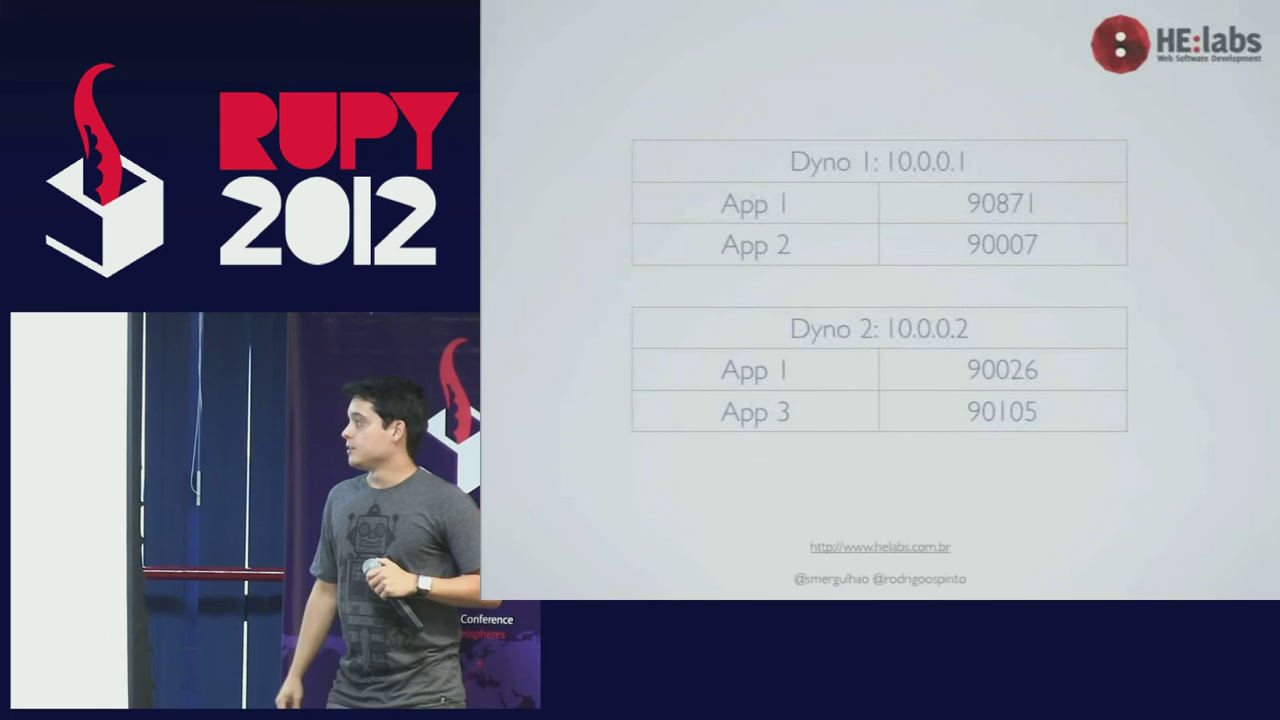 RUPY
2012
HE:labs
Web Software Development
Dyno 1: 10.0.0.1
App 1 90871
App 2 90007
Dyno 2: 10.0.0.2
App 1 90026
App 3 90105
http://www.helabs.com.br
@smergulhao @rodrigoospinto
Conference